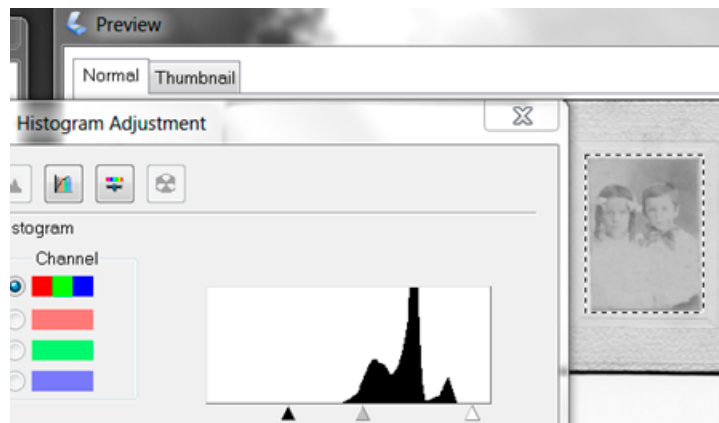 Preview
Normal Thumbnail
Histogram Adjustment
stogram
Channel